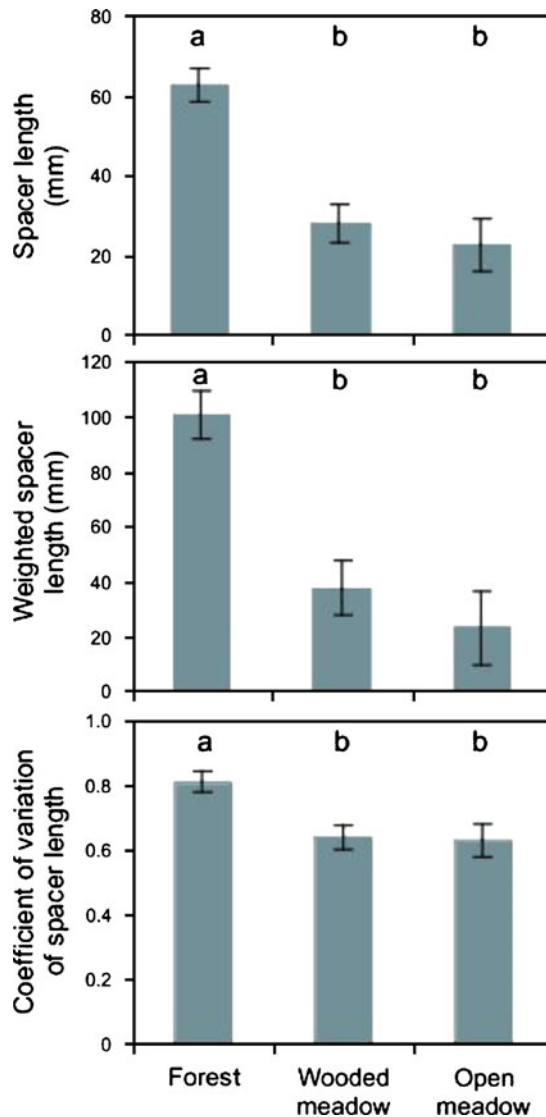 80
60
40
20
0
Spacer length
(mm)
a b b
120
100
80
60
40
20
0
Weighted spacer
length (mm)
a b b
1.0
0.8
0.6
0.4
0.2
0
Coefficient of variation
of spacer length
a b b
Forest Wooded Open
meadow meadow